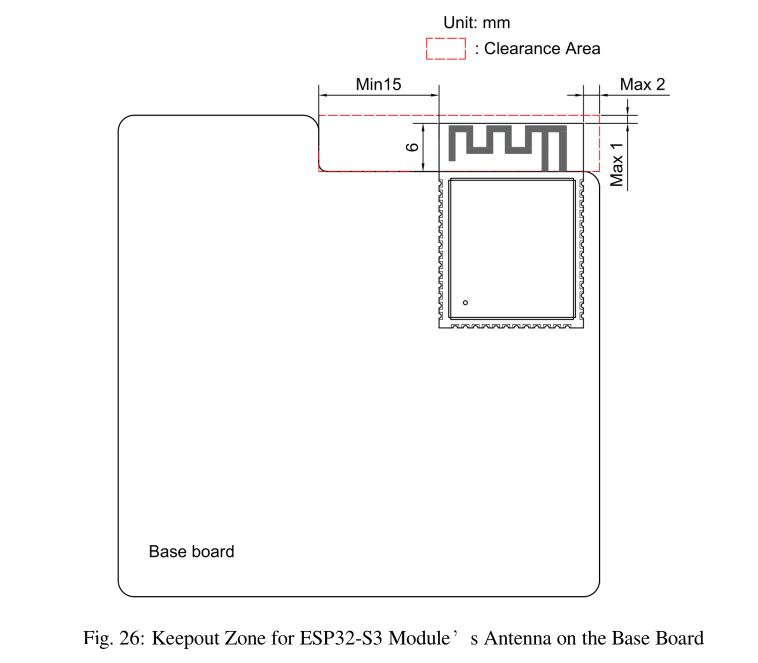 Unit: mm
: Clearance Area
Min15
Max 2
6
Max 1
Base board
Fig. 26: Keepout Zone for ESP32-S3 Module’ s Antenna on the Base Board